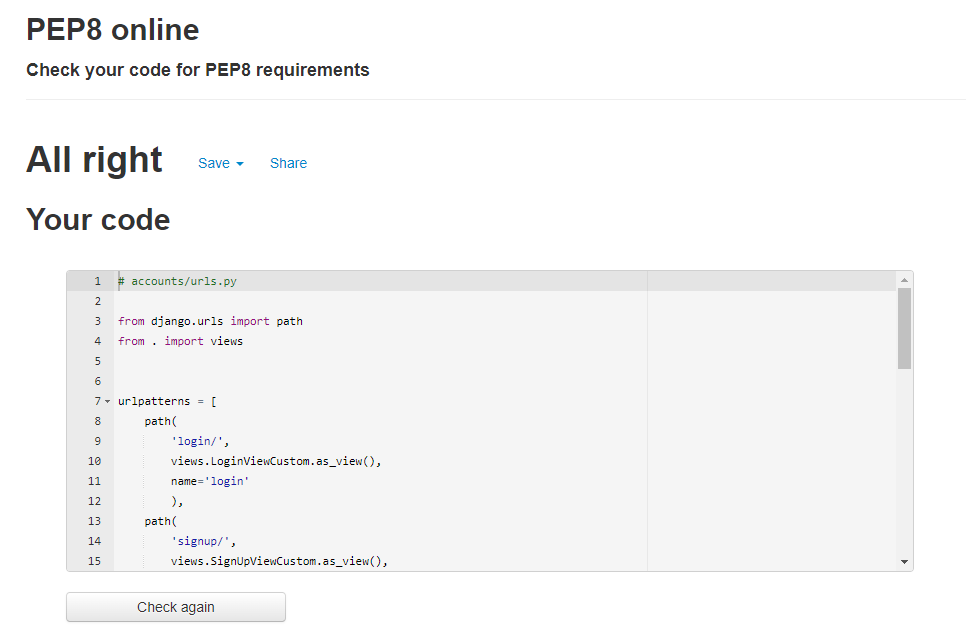 PEP8 online
Check your code for PEP8 requirements
All right Save Share
Your code
1 # accounts/urls.py
2
3 from django.urls import path
4 from . import views
5
6
7 urlpatterns = [
8 path(
9 'login/',
10 views.LoginViewCustom.as_view(),
11 name='login'
12 ),
13 path(
14 'signup/',
15 views.SignUpViewCustom.as_view(),
Check again